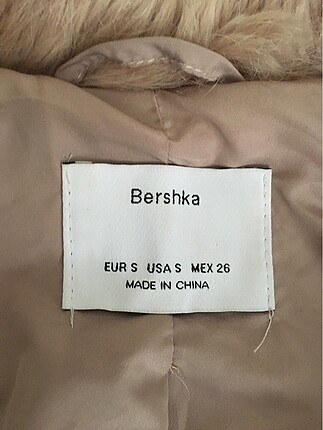 Bershka
EUR S USA S MEX 26
MADE IN CHINA